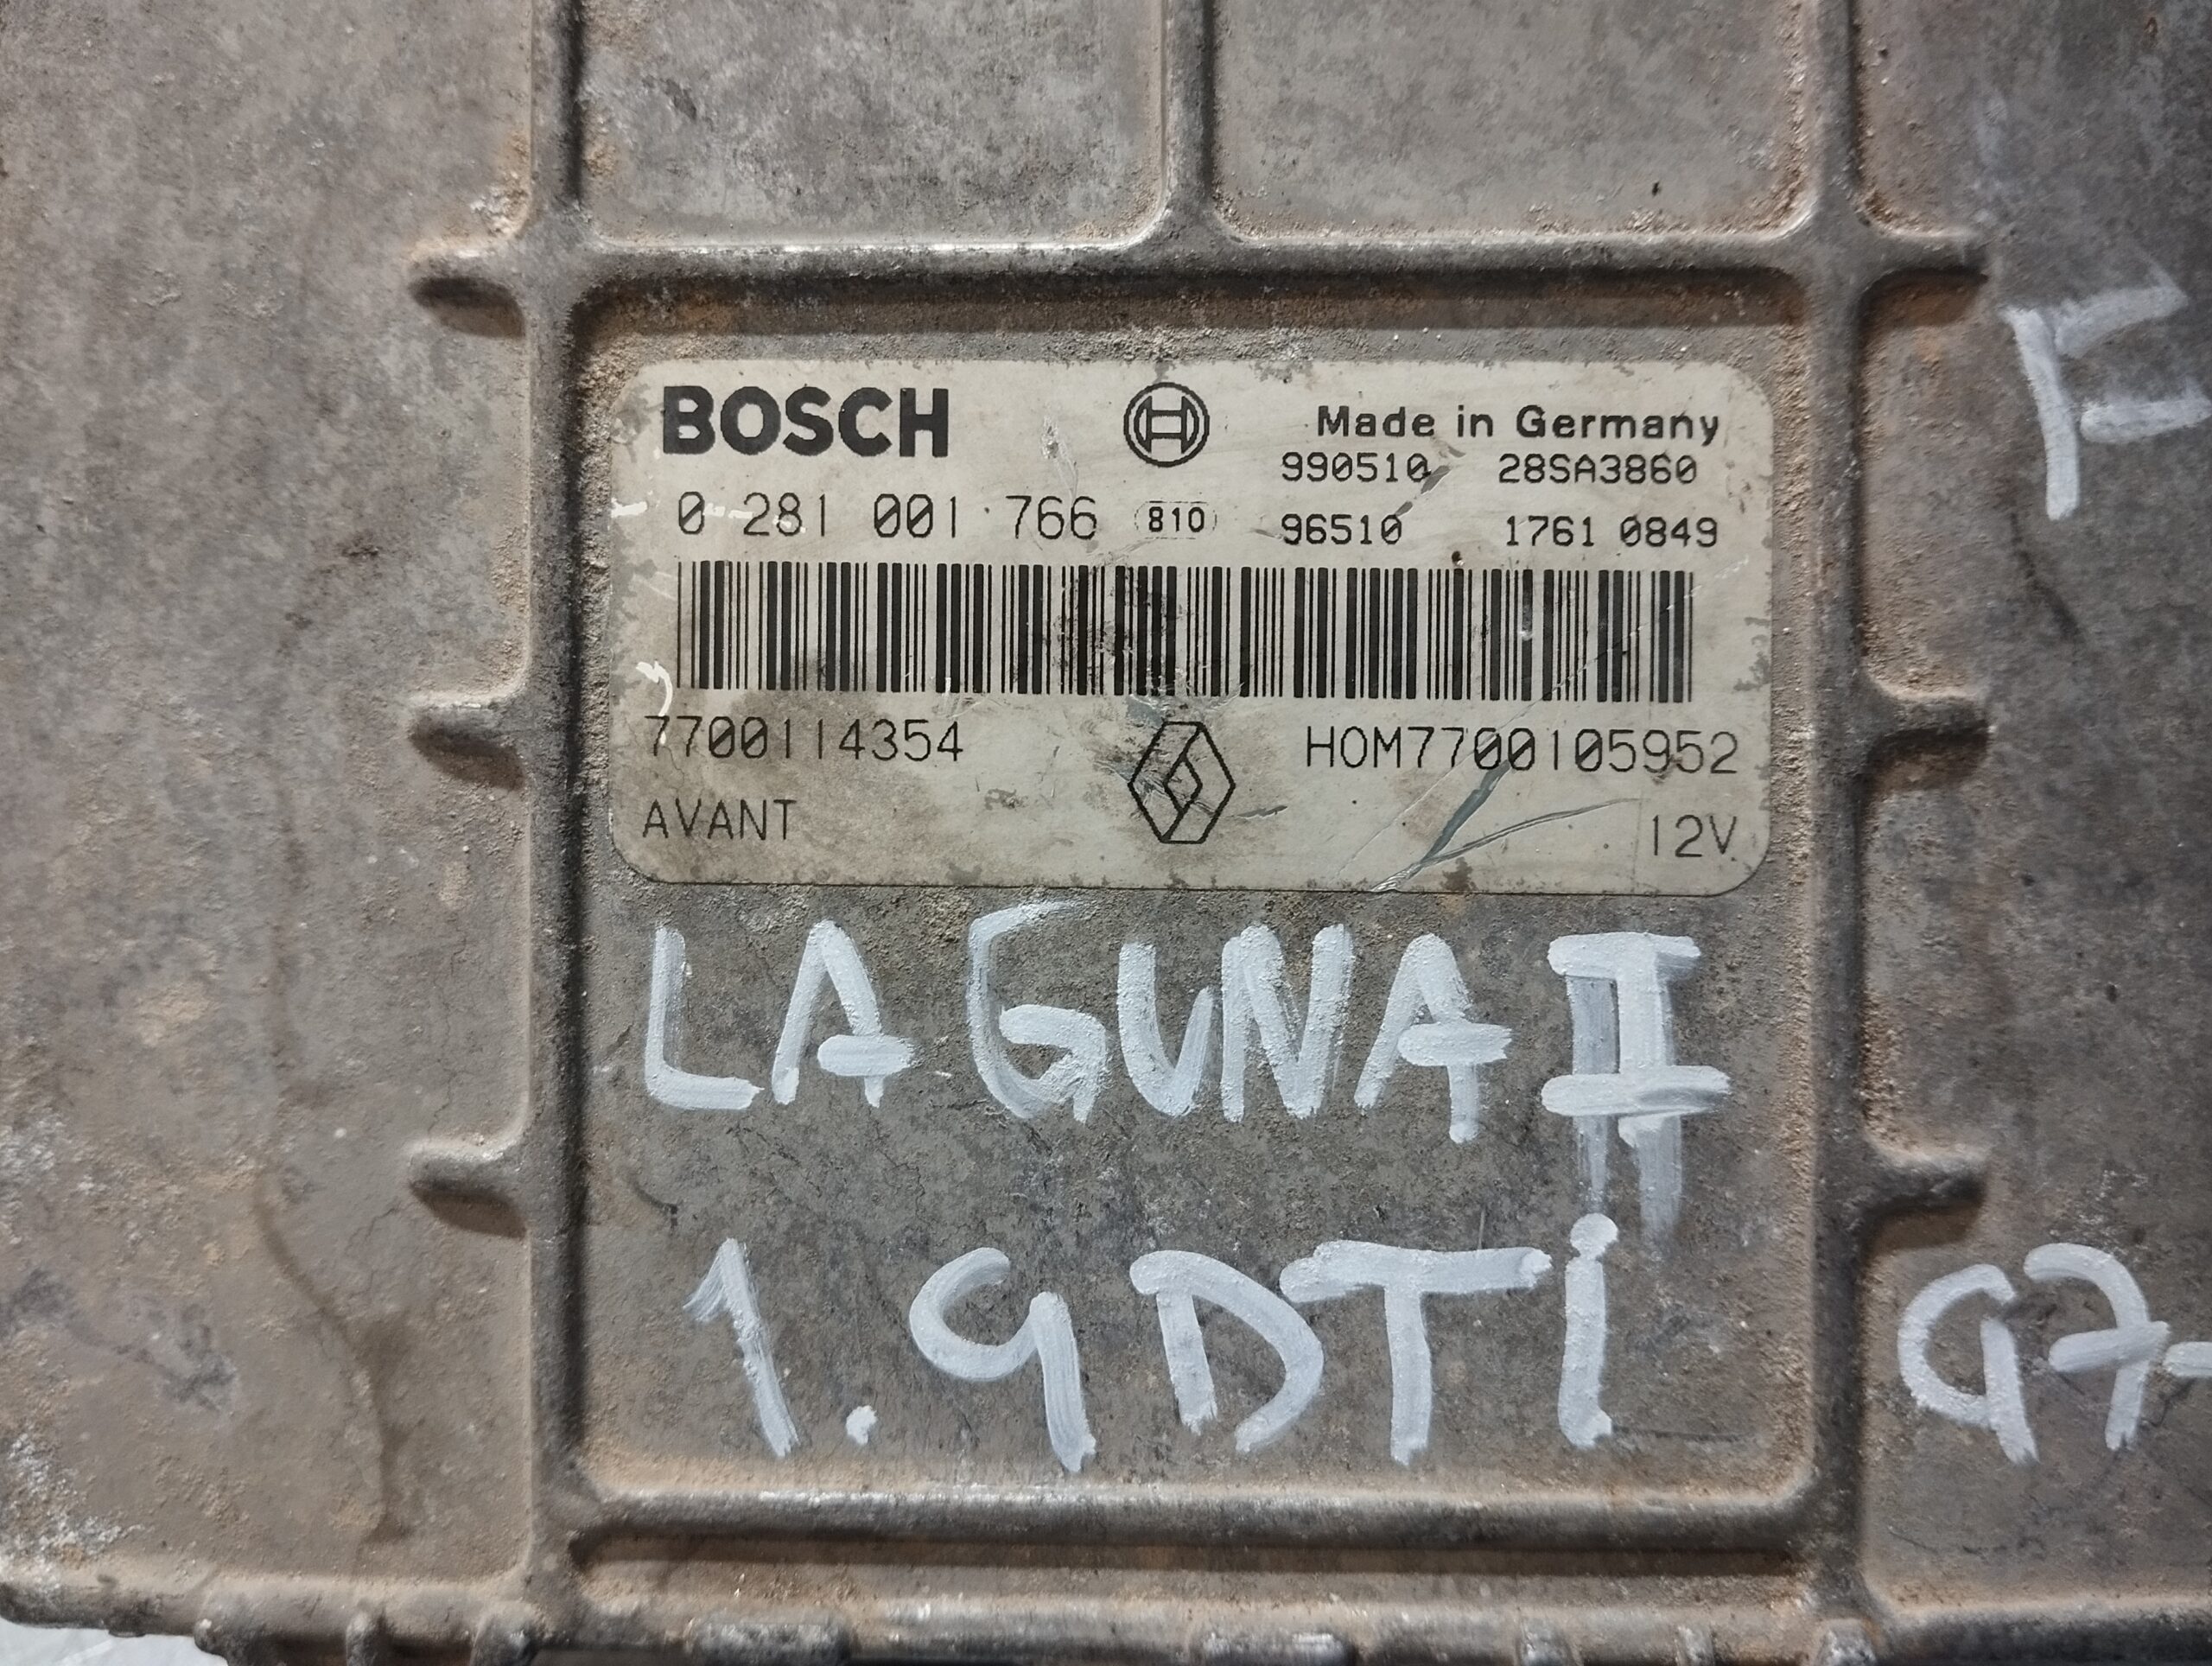 BOSCH
Made in Germany
990510 28SA3860
0 281 001 766 810 96510 1761 0849
7700114354 HOM7700105952
AVANT 12V
LAGUNA II
1.9DTi
97-